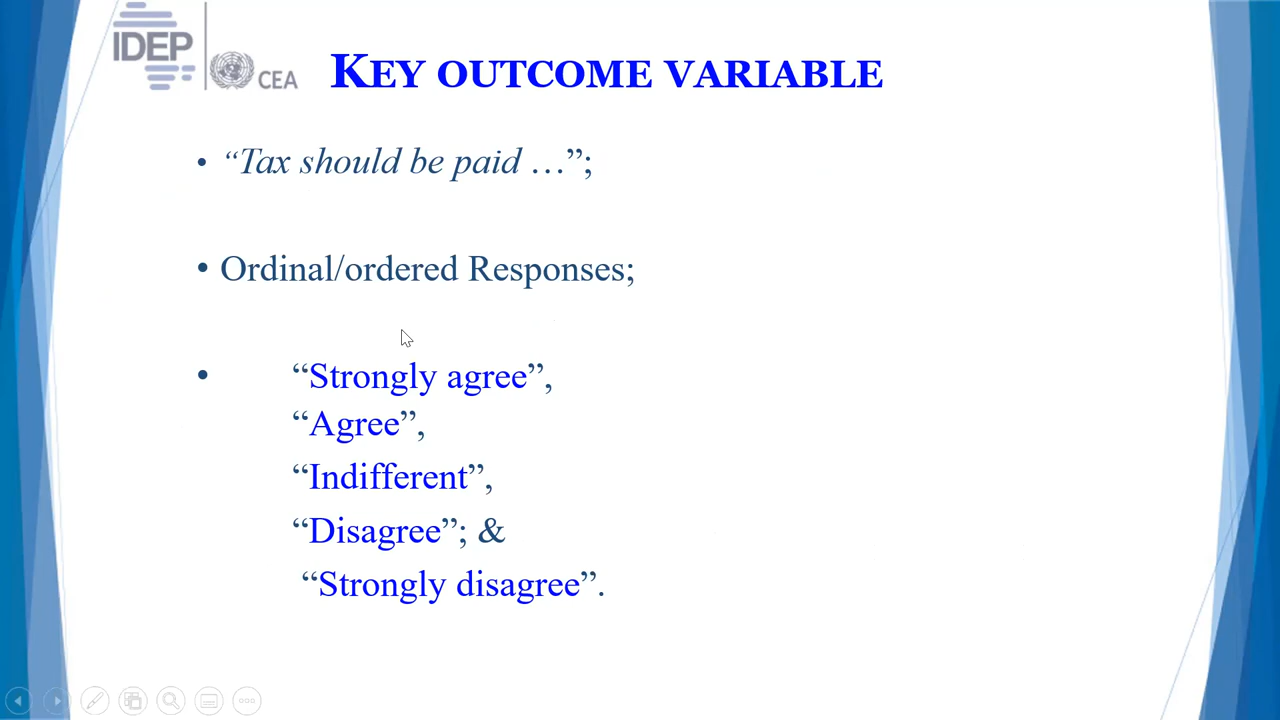 IDEP
CEA
KEY OUTCOME VARIABLE
• “Tax should be paid …”;
• Ordinal/ordered Responses;
• “Strongly agree”,
“Agree”,
“Indifferent”,
“Disagree”; &
“Strongly disagree”.